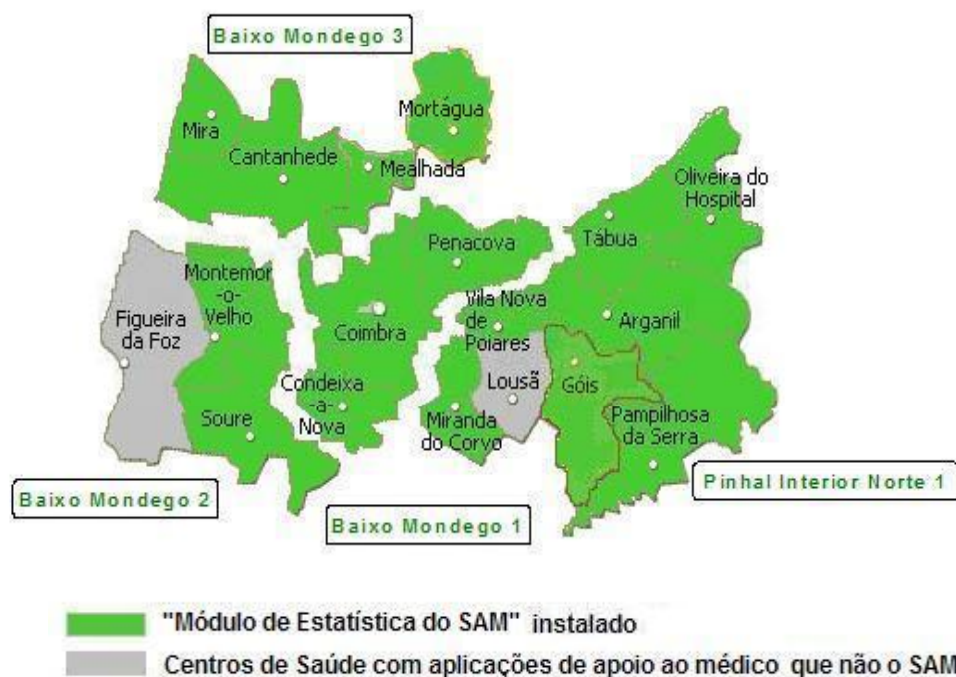 Baixo Mondego 3
Mortágua
Mira
Cantanhede
Mealhada
Oliveira do
Hospital
Tábua
Penacova
Montemor
-o-
Velho
Vila Nova
de
Poiares
Figueira
da Foz
Coimbra
Arganil
Góis
Lousã
Condeixa
-a-
Nova
Soure
Miranda
do Corvo
Pampilhosa
da Serra
Baixo Mondego 2
Baixo Mondego 1
Pinhal Interior Norte 1
"Módulo de Estatística do SAM" instalado
Centros de Saúde com aplicações de apoio ao médico que não o SAM